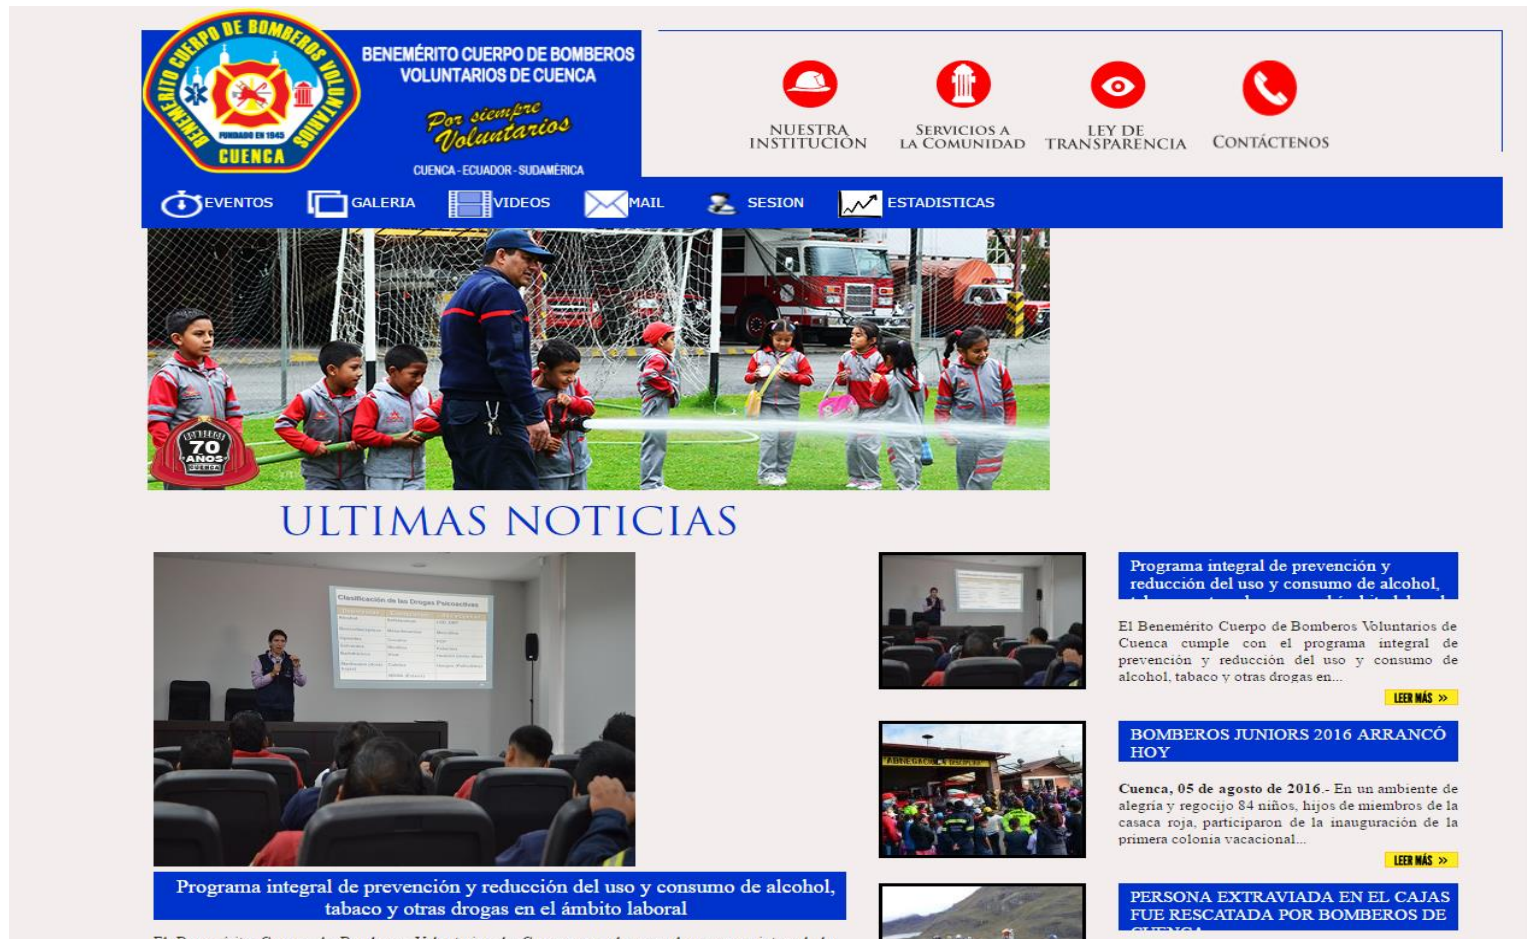 BENEMÉRITO CUERPO DE BOMBEROS VOLUNTARIOS
FUNDADO EN 1945
CUENCA
BENEMÉRITO CUERPO DE BOMBEROS
VOLUNTARIOS DE CUENCA
Por siempre
Voluntarios
CUENCA - ECUADOR - SUDAMÉRICA
NUESTRA
INSTITUCIÓN
SERVICIOS A
LA COMUNIDAD
LEY DE
TRANSPARENCIA
CONTÁCTENOS
EVENTOS
GALERIA
VIDEOS
MAIL
SESION
ESTADISTICAS
BOMBEROS
70
AÑOS
CUENCA
ULTIMAS NOTICIAS
Clasificación de las Drogas Psicoactivas
Programa integral de prevención y reducción del uso y consumo de alcohol,
tabaco y otras drogas en el ámbito laboral
Programa integral de prevención y
reducción del uso y consumo de alcohol,
El Benemérito Cuerpo de Bomberos Voluntarios de
Cuenca cumple con el programa integral de
prevención y reducción del uso y consumo de
alcohol, tabaco y otras drogas en...
LEER MÁS »
ABNEGACION Y DISCIPLINA
BOMBEROS JUNIORS 2016 ARRANCÓ
HOY
Cuenca, 05 de agosto de 2016.- En un ambiente de
alegría y regocijo 84 niños, hijos de miembros de la
casaca roja, participaron de la inauguración de la
primera colonia vacacional...
LEER MÁS »
PERSONA EXTRAVIADA EN EL CAJAS
FUE RESCATADA POR BOMBEROS DE
CUENCA